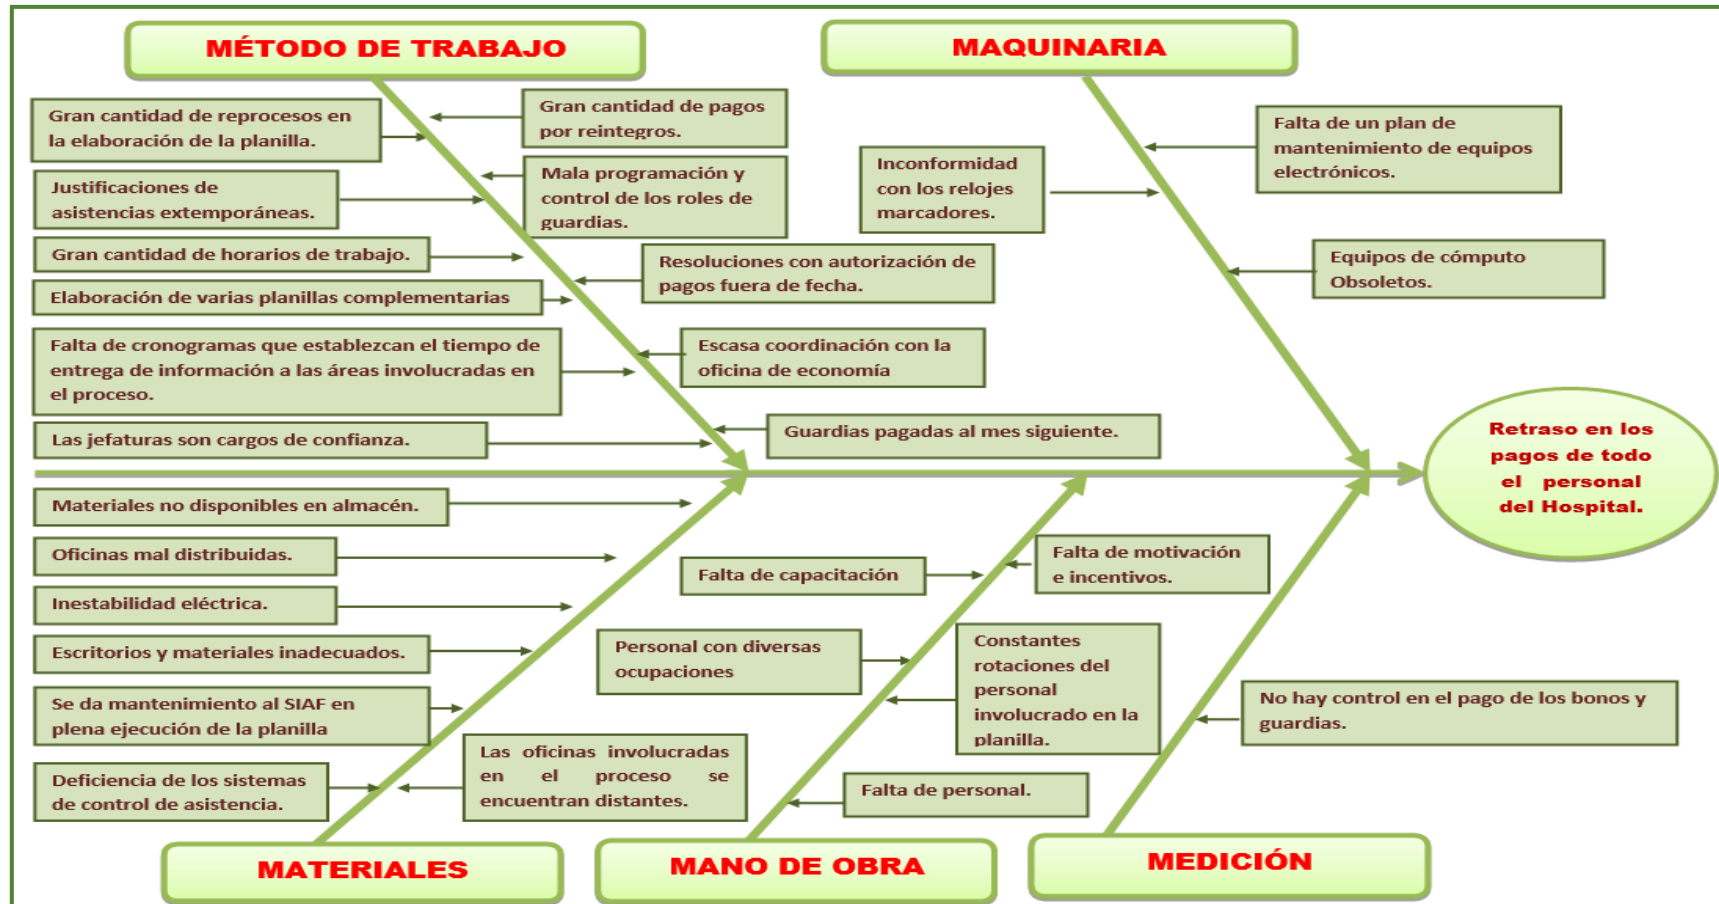 MÉTODO DE TRABAJO
MAQUINARIA
Gran cantidad de reprocesos en
la elaboración de la planilla.
Gran cantidad de pagos
por reintegros.
Justificaciones de
asistencias extemporáneas.
Mala programación y
control de los roles de
guardias.
Gran cantidad de horarios de trabajo.
Resoluciones con autorización de
pagos fuera de fecha.
Elaboración de varias planillas complementarias
Falta de cronogramas que establezcan el tiempo de
entrega de información a las áreas involucradas en
el proceso.
Escasa coordinación con la
oficina de economía
Las jefaturas son cargos de confianza.
Guardias pagadas al mes siguiente.
Inconformidad
con los relojes
marcadores.
Falta de un plan de
mantenimiento de equipos
electrónicos.
Equipos de cómputo
Obsoletos.
Retraso en los
pagos de todo
el personal
del Hospital.
Materiales no disponibles en almacén.
Oficinas mal distribuidas.
Inestabilidad eléctrica.
Escritorios y materiales inadecuados.
Se da mantenimiento al SIAF en
plena ejecución de la planilla
Deficiencia de los sistemas
de control de asistencia.
Las oficinas involucradas
en el proceso se
encuentran distantes.
Falta de capacitación
Falta de motivación
e incentivos.
Personal con diversas
ocupaciones
Constantes
rotaciones del
personal
involucrado en la
planilla.
Falta de personal.
No hay control en el pago de los bonos y
guardias.
MATERIALES
MANO DE OBRA
MEDICIÓN